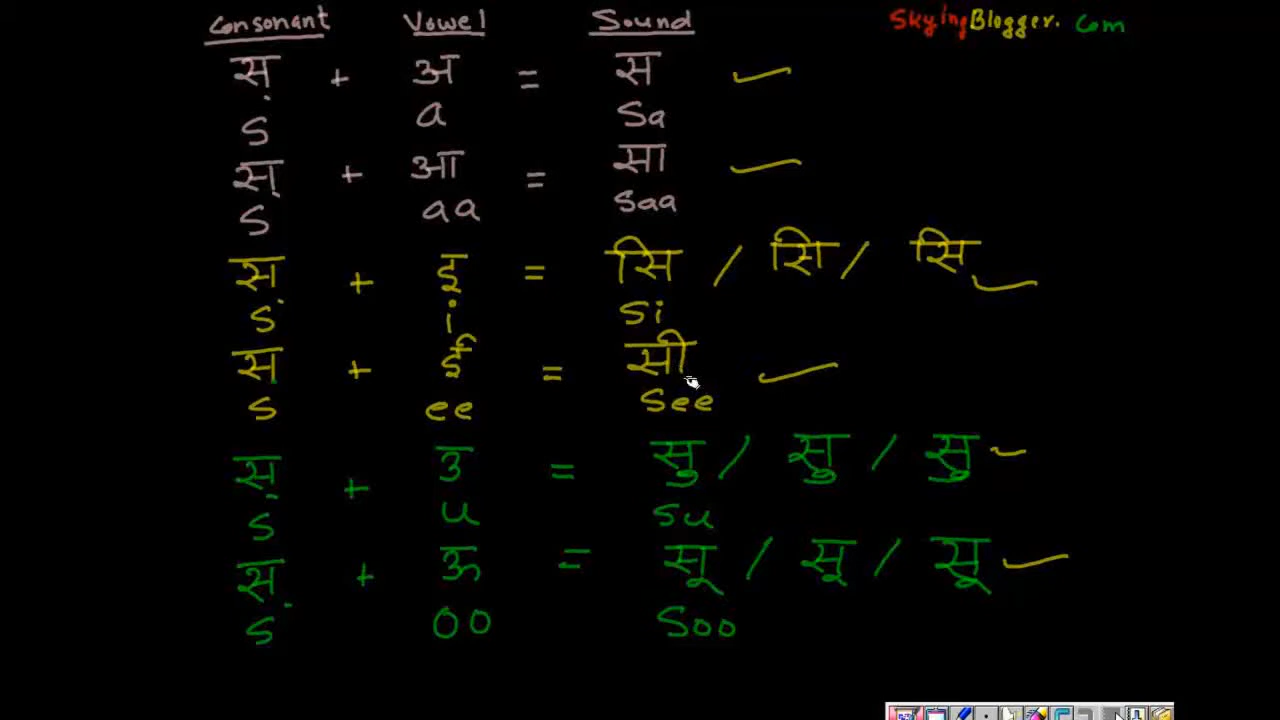 Consonant Vowel Sound SkyingBlogger. Com
स + अ = स
S a Sa
स + आ = सा
S aa Saa
स + इ = सि / सि / सि
S i Si
स + ई = सी
S ee See
स + उ = सु / सु / सु
S u Su
स + ऊ = सू / सू / सू
S oo Soo